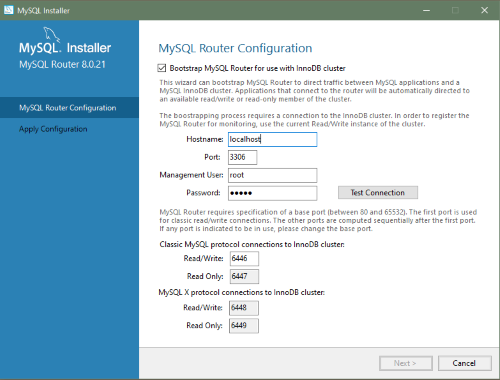 MySQL Installer
MySQL. Installer
MySQL Router 8.0.21
MySQL Router Configuration
Apply Configuration
MySQL Router Configuration
Bootstrap MySQL Router for use with InnoDB cluster
This wizard can bootstrap MySQL Router to direct traffic between MySQL applications and a
MySQL InnoDB cluster. Applications that connect to the router will be automatically directed to
an available read/write or read-only member of the cluster.
The boostrapping process requires a connection to the InnoDB cluster. In order to register the
MySQL Router for monitoring, use the current Read/Write instance of the cluster.
Hostname: localhost
Port: 3306
Management User: root
Password: ●●●●●
Test Connection
MySQL Router requires specification of a base port (between 80 and 65532). The first port is used
for classic read/write connections. The other ports are computed sequentially after the first port.
If any port is indicated to be in use, please change the base port.
Classic MySQL protocol connections to InnoDB cluster:
Read/Write: 6446
Read Only: 6447
MySQL X protocol connections to InnoDB cluster:
Read/Write: 6448
Read Only: 6449
Next >
Cancel